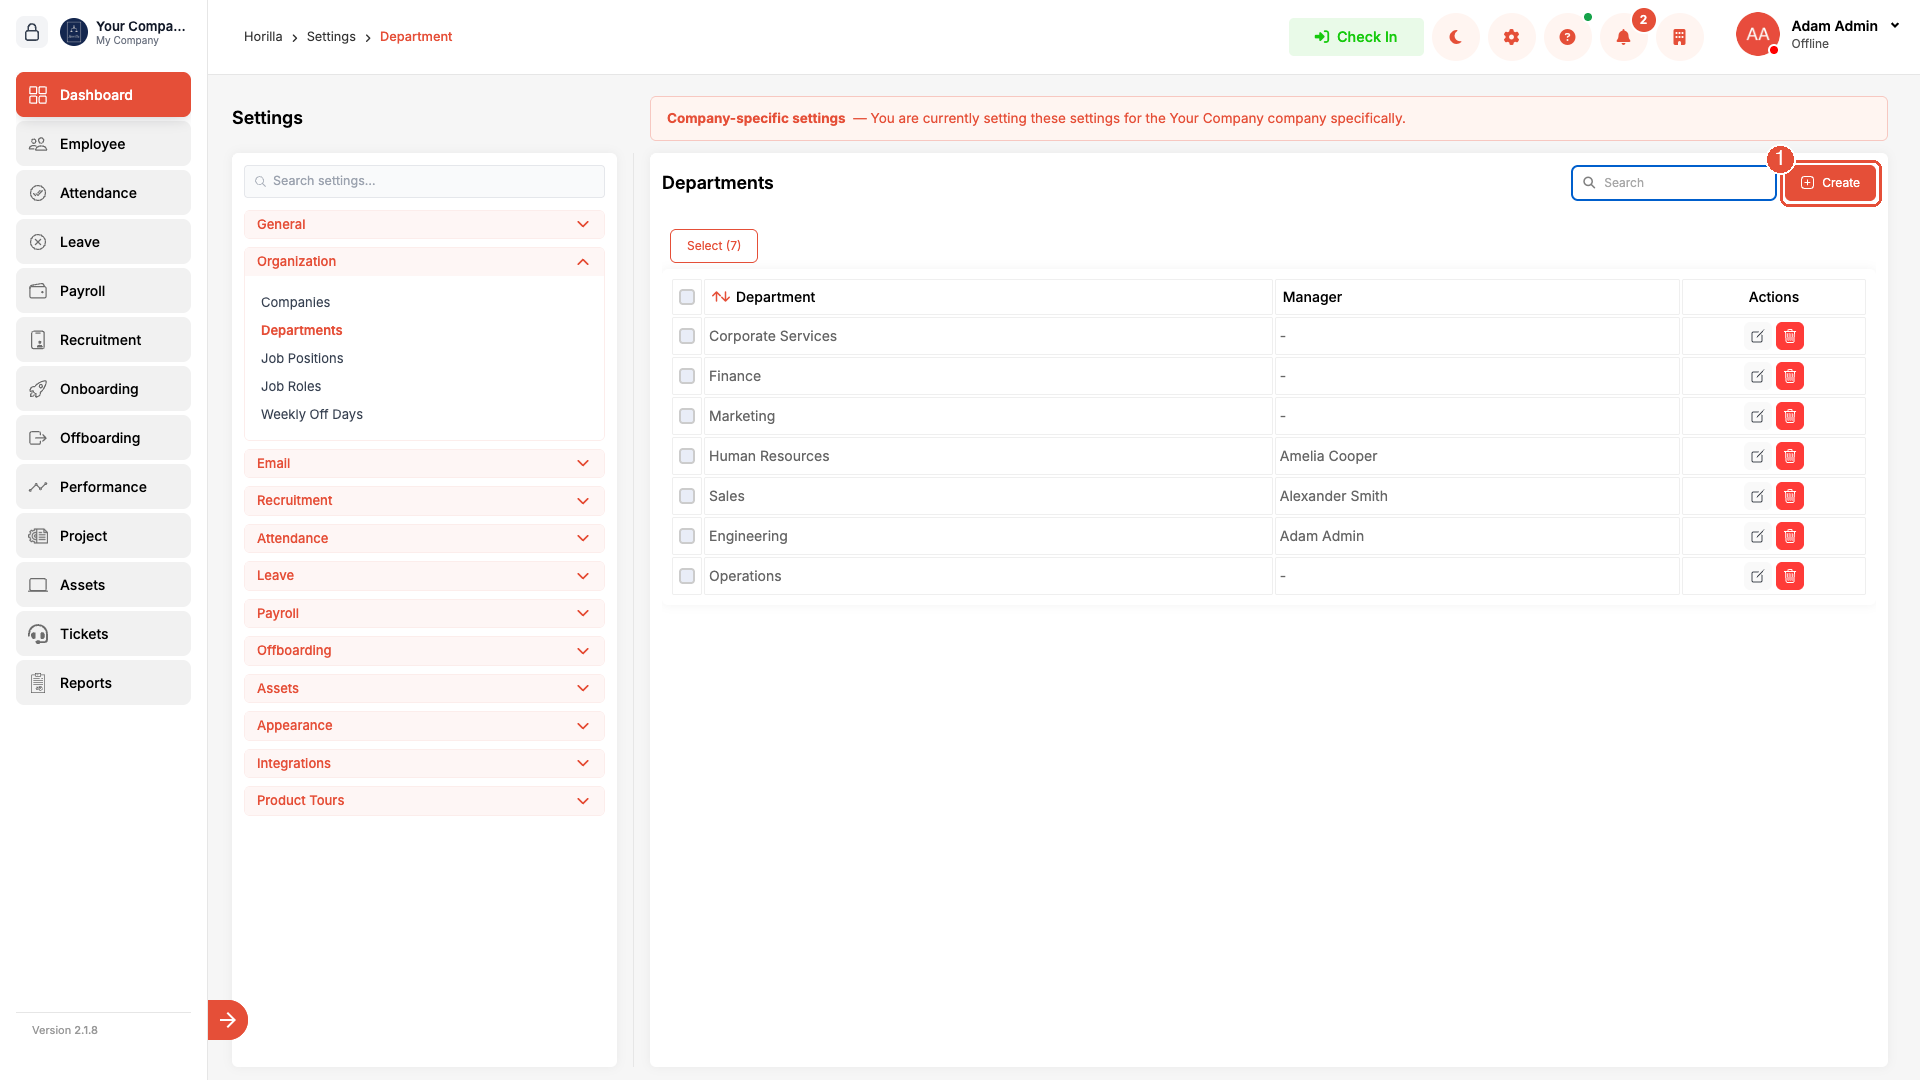 Your Compa...
My Company
Dashboard
Employee
Attendance
Leave
Payroll
Recruitment
Onboarding
Offboarding
Performance
Project
Assets
Tickets
Reports
Version 2.1.8
Horilla > Settings > Department
Check In
2
AA
Adam Admin
Offline
Settings
Search settings...
General
Organization
Companies
Departments
Job Positions
Job Roles
Weekly Off Days
Email
Recruitment
Attendance
Leave
Payroll
Offboarding
Assets
Appearance
Integrations
Product Tours
Company-specific settings — You are currently setting these settings for the Your Company company specifically.
Departments
Search
1
Create
Select (7)
Department Manager Actions
Corporate Services -
Finance -
Marketing -
Human Resources Amelia Cooper
Sales Alexander Smith
Engineering Adam Admin
Operations -